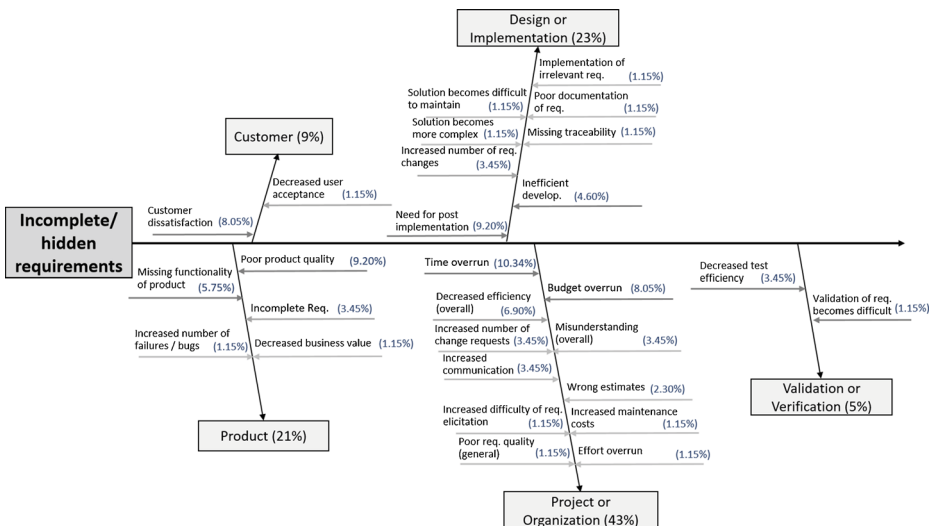 Design or
Implementation (23%)
Implementation of
irrelevant req. (1.15%)
Solution becomes difficult
to maintain (1.15%)
Poor documentation
of req. (1.15%)
Solution becomes
more complex (1.15%)
Missing traceability (1.15%)
Increased number of req.
changes (3.45%)
Inefficient
develop. (4.60%)
Need for post
implementation (9.20%)
Customer (9%)
Decreased user
acceptance (1.15%)
Customer
dissatisfaction (8.05%)
Incomplete/
hidden
requirements
Poor product quality (9.20%)
Missing functionality
of product (5.75%)
Incomplete Req. (3.45%)
Increased number of
failures / bugs (1.15%)
Decreased business value (1.15%)
Product (21%)
Time overrun (10.34%)
Budget overrun (8.05%)
Decreased efficiency
(overall) (6.90%)
Increased number of
change requests (3.45%)
Misunderstanding
(overall) (3.45%)
Increased
communication (3.45%)
Wrong estimates (2.30%)
Increased difficulty of req.
elicitation (1.15%)
Increased maintenance
costs (1.15%)
Poor req. quality
(general) (1.15%)
Effort overrun (1.15%)
Project or
Organization (43%)
Decreased test
efficiency (3.45%)
Validation of req.
becomes difficult (1.15%)
Validation or
Verification (5%)